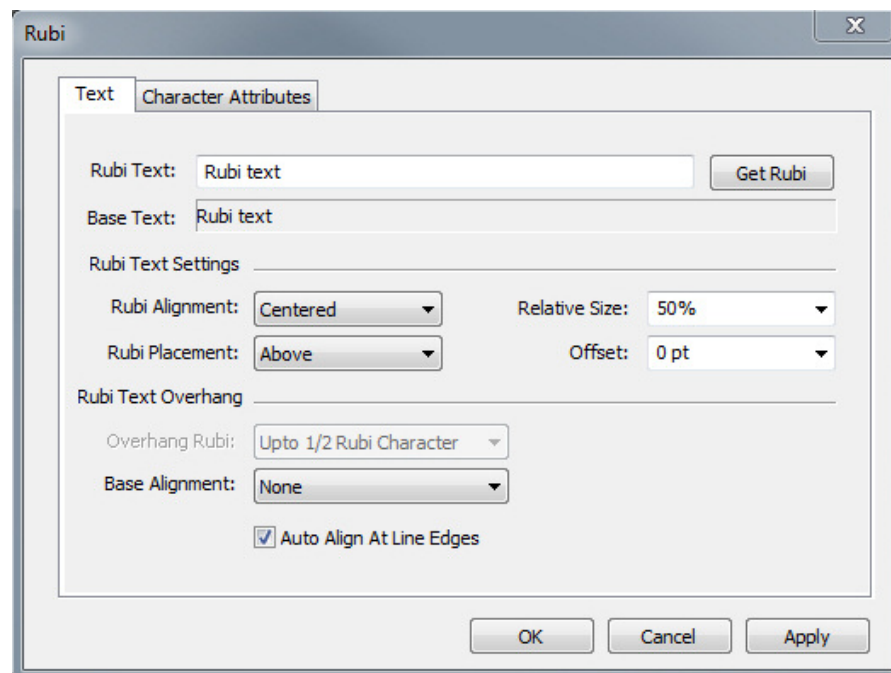 Rubi
Text Character Attributes
Rubi Text: Rubi text Get Rubi
Base Text: Rubi text
Rubi Text Settings
Rubi Alignment: Centered Relative Size: 50%
Rubi Placement: Above Offset: 0 pt
Rubi Text Overhang
Overhang Rubi: Upto 1/2 Rubi Character
Base Alignment: None
Auto Align At Line Edges
OK Cancel Apply